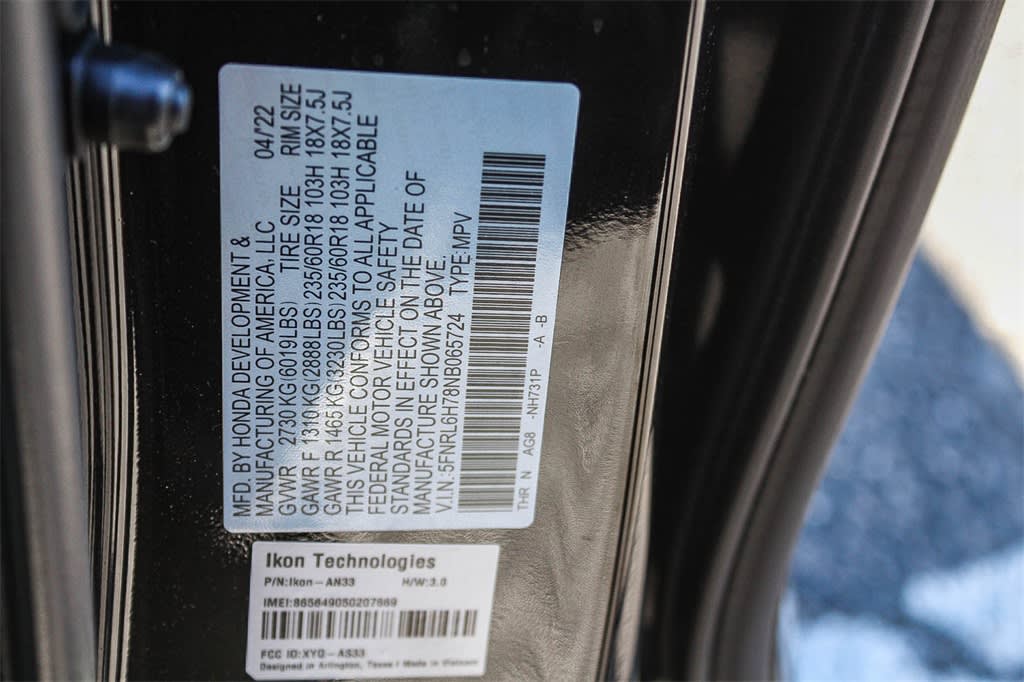 MFD. BY HONDA DEVELOPMENT &
MANUFACTURING OF AMERICA, LLC 04/'22
GVWR 2730 KG(6019LBS) TIRE SIZE RIM SIZE
GAWR F 1310 KG(2888LBS)235/60R18 103H 18X7.5J
GAWR R 1465 KG(3230LBS)235/60R18 103H 18X7.5J
THIS VEHICLE CONFORMS TO ALL APPLICABLE
FEDERAL MOTOR VEHICLE SAFETY
STANDARDS IN EFFECT ON THE DATE OF
MANUFACTURE SHOWN ABOVE.
V.I.N.:5FNRL6H78NB065724 TYPE:MPV
THR N AG8 -NH731P -A -B
Ikon Technologies
P/N:Ikon-AN33 H/W:3.0
IMEI:865649050207869
FCC ID:XYO-AS33
Designed in Arlington, Texas / Made in Vietnam